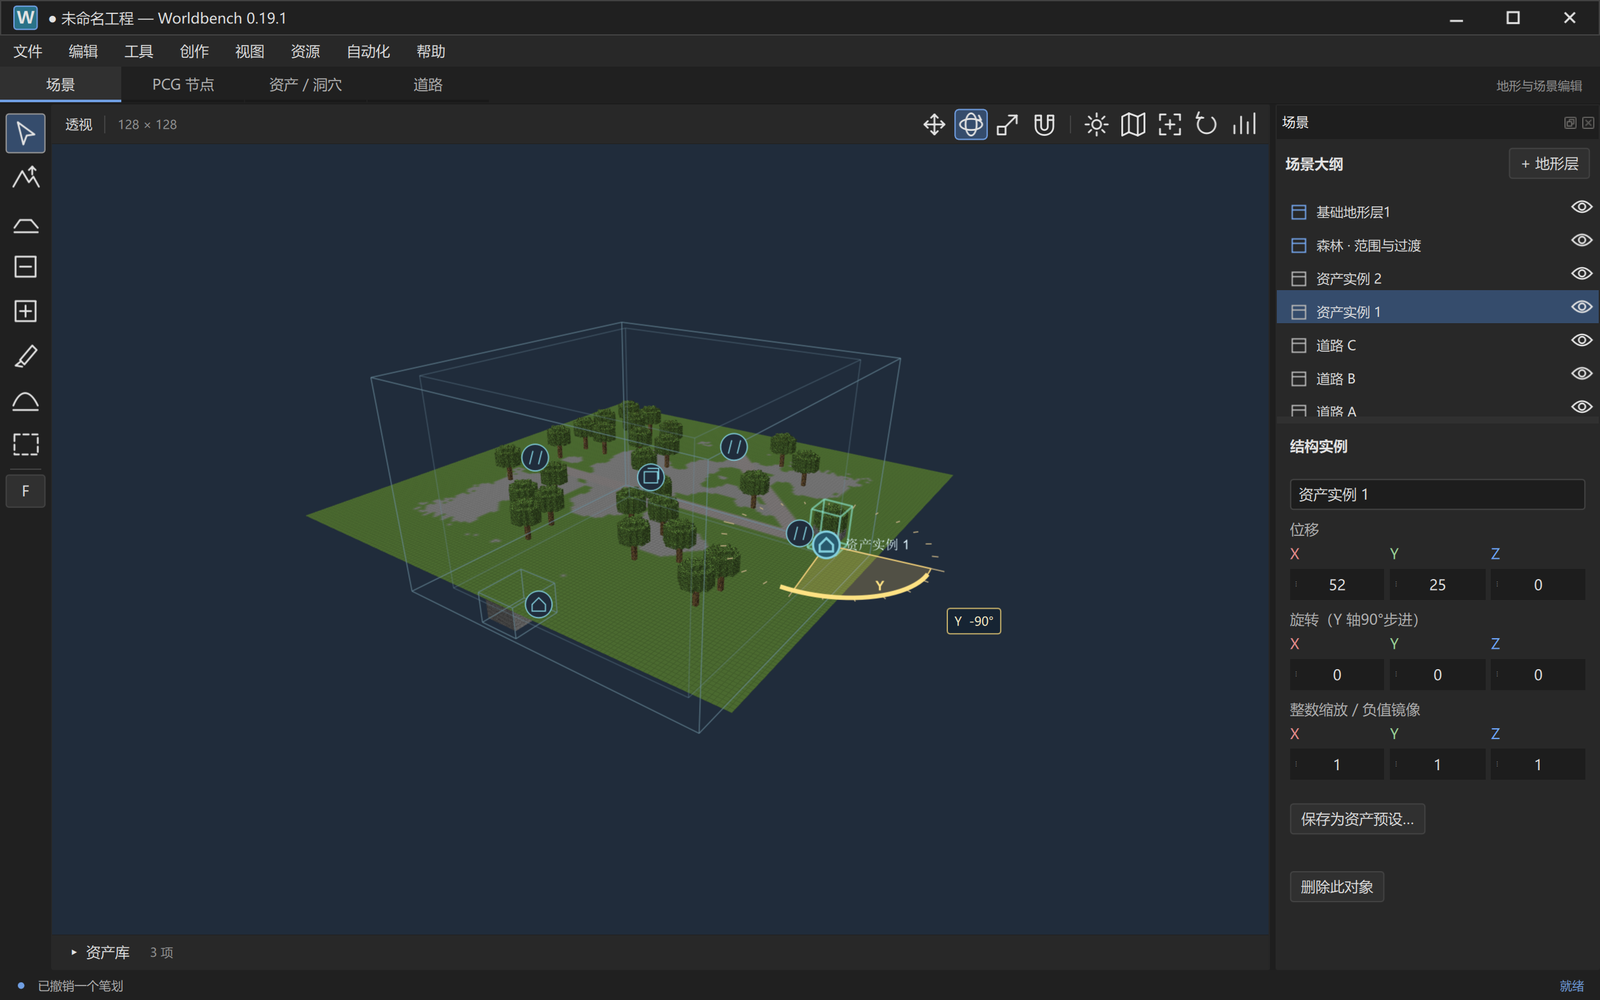 W ● 未命名工程 — Worldbench 0.19.1
文件 编辑 工具 创作 视图 资源 自动化 帮助
场景 PCG 节点 资产 / 洞穴 道路 地形与场景编辑
透视 128 × 128
场景
场景大纲 + 地形层
基础地形层1
森林 · 范围与过渡
资产实例 2
资产实例 1
道路 C
道路 B
道路 A
F
资产实例 1
Y
Y -90°
结构实例
资产实例 1
位移
X Y Z
52 25 0
旋转（Y 轴90°步进）
X Y Z
0 0 0
整数缩放 / 负值镜像
X Y Z
1 1 1
保存为资产预设...
删除此对象
▸ 资产库 3 项
● 已撤销一个笔划 就绪